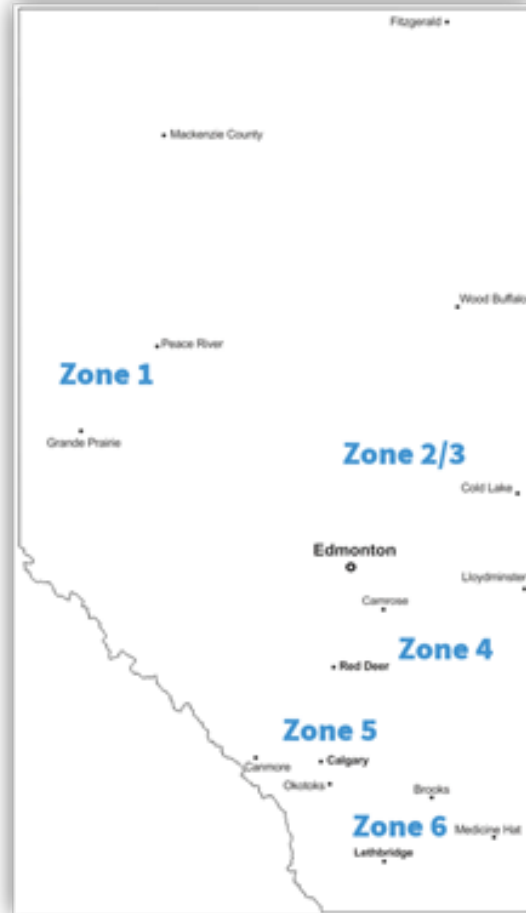 Fitzgerald
Mackenzie County
Wood Buffalo
Peace River
Zone 1
Grande Prairie
Zone 2/3
Cold Lake
Edmonton
Lloydminster
Camrose
Zone 4
Red Deer
Zone 5
Canmore
Calgary
Okotoks
Brooks
Zone 6
Medicine Hat
Lethbridge